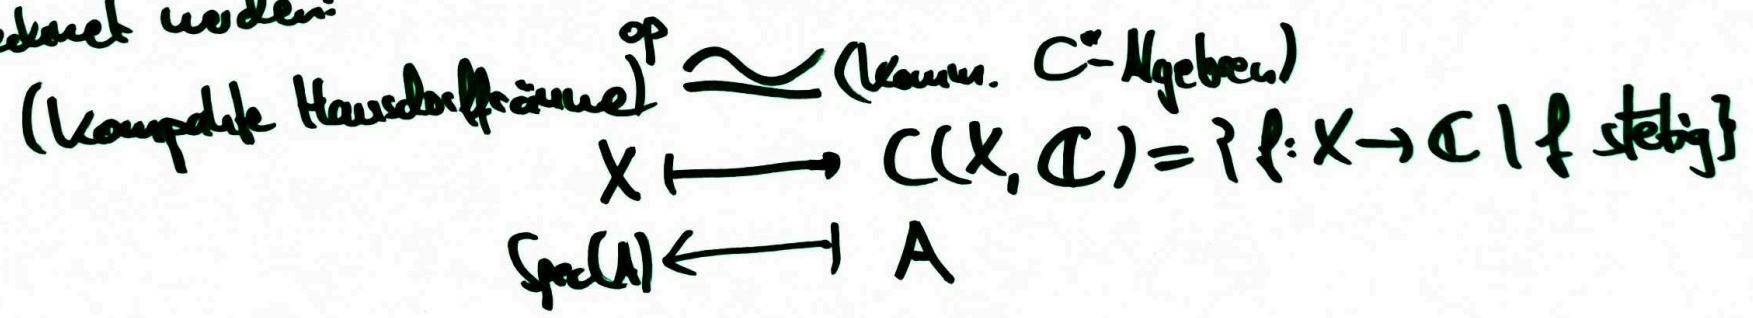 werden:
(Kompakte Hausdorffräume)^op ≃ (komm. C*-Algebren)
X ⟼ C(X, ℂ) = { f: X → ℂ | f stetig}
Spec(A) ⟻ A